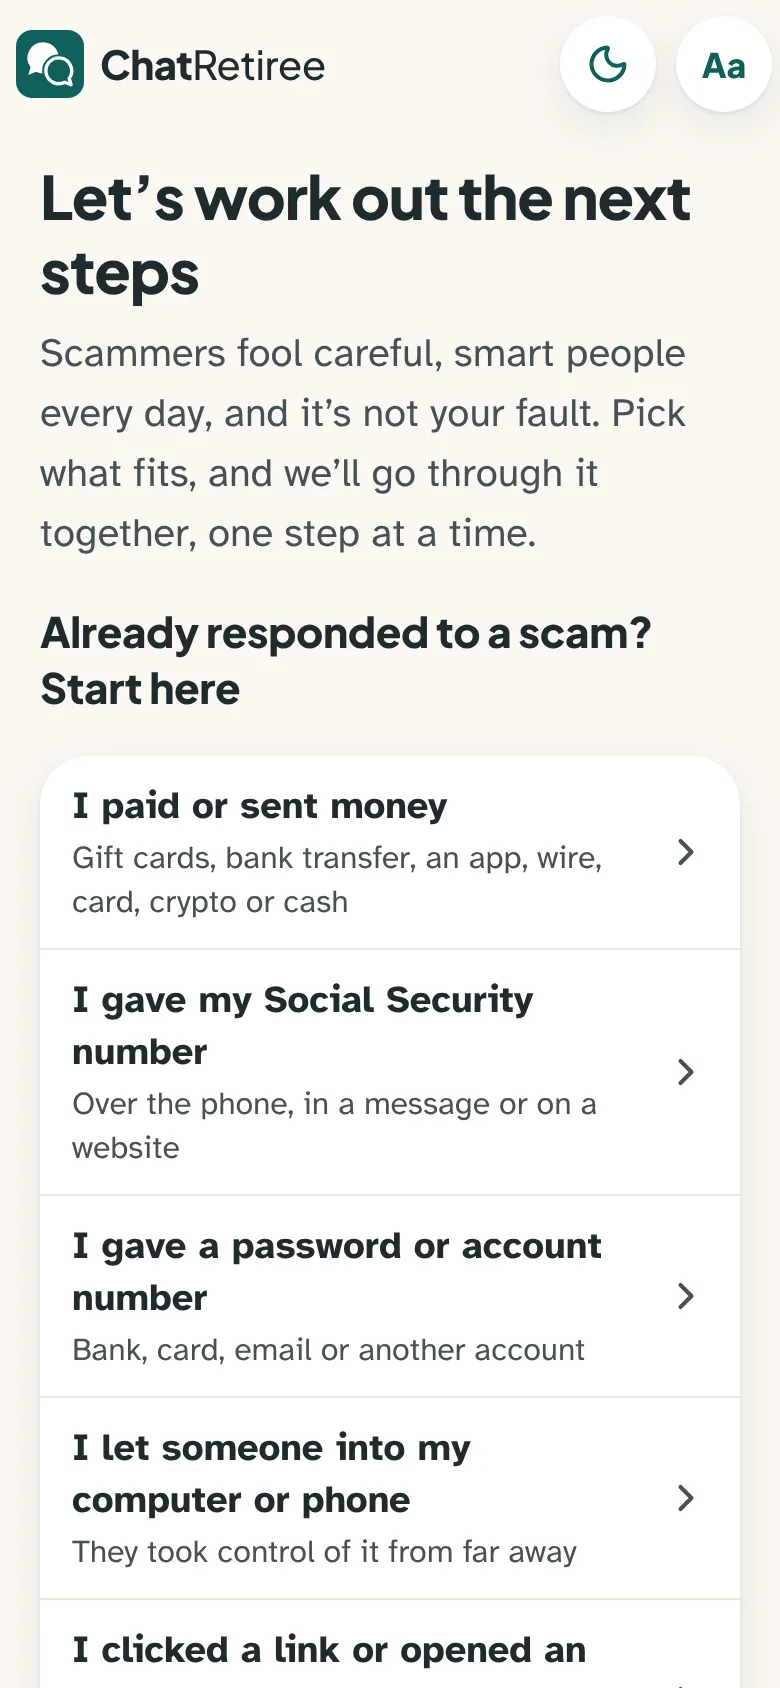 ChatRetiree
Aa
Let’s work out the next
steps
Scammers fool careful, smart people
every day, and it’s not your fault. Pick
what fits, and we’ll go through it
together, one step at a time.
Already responded to a scam?
Start here
I paid or sent money
Gift cards, bank transfer, an app, wire,
card, crypto or cash
I gave my Social Security
number
Over the phone, in a message or on a
website
I gave a password or account
number
Bank, card, email or another account
I let someone into my
computer or phone
They took control of it from far away
I clicked a link or opened an